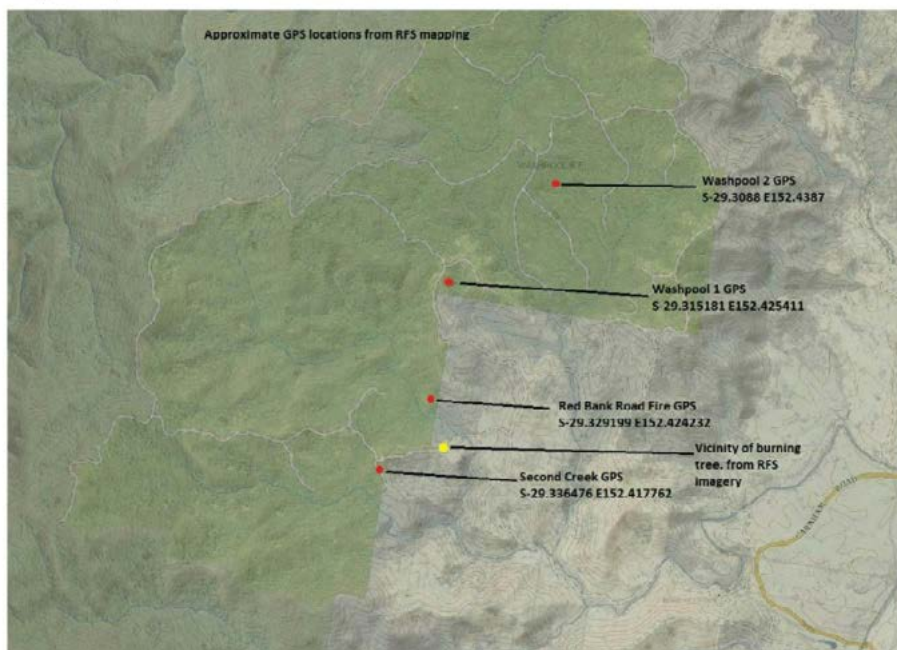 Approximate GPS locations from RFS mapping
Washpool 2 GPS
S-29.3088 E152.4387
Washpool 1 GPS
S-29.315181 E152.425411
Red Bank Road Fire GPS
S-29.329199 E152.424232
Vicinity of burning
tree. from RFS
imagery
Second Creek GPS
S-29.336476 E152.417762
ROAD